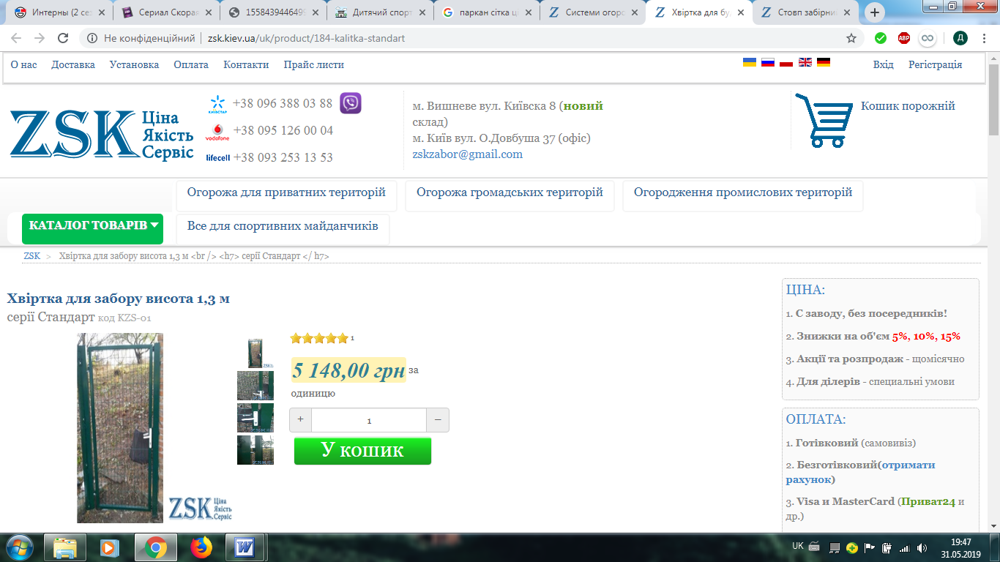 Интерны (2 сез
Сериал Скорая
1558439446499
Дитячий спорт
паркан сітка ці
Системи огоро
Хвіртка для бу
Стовп забірни
Не конфіденційний
zsk.kiev.ua/uk/product/184-kalitka-standart
ABP
Д
О нас Доставка Установка Оплата Контакти Прайс листи
Вхід Регістрація
ZSK Ціна Якість Сервіс
КИЇВСТАР +38 096 388 03 88
vodafone +38 095 126 00 04
lifecell +38 093 253 13 53
м. Вишневе вул. Київска 8 (новий
склад)
м. Київ вул. О.Довбуша 37 (офіс)
zskzabor@gmail.com
Кошик порожній
Огорожа для приватних територій
Огорожа громадських територій
Огородження промислових територій
КАТАЛОГ ТОВАРІВ
Все для спортивних майданчиків
ZSK > Хвіртка для забору висота 1,3 м <br /> <h7> серії Стандарт </ h7>
Хвіртка для забору висота 1,3 м
серії Стандарт код KZS-01
1
5 148,00 грн за
одиницю
+ 1 –
У кошик
ZSK Ціна Якість Сервіс
ЦІНА:
1. С заводу, без посередників!
2. Знижки на об'єм 5%, 10%, 15%
3. Акції та розпродаж - щомісячно
4. Для ділерів - специальні умови
ОПЛАТА:
1. Готівковий (самовивіз)
2. Безготівковий(отримати
рахунок)
3. Visa и MasterCard (Приват24 и
др.)
UK
19:47
31.05.2019